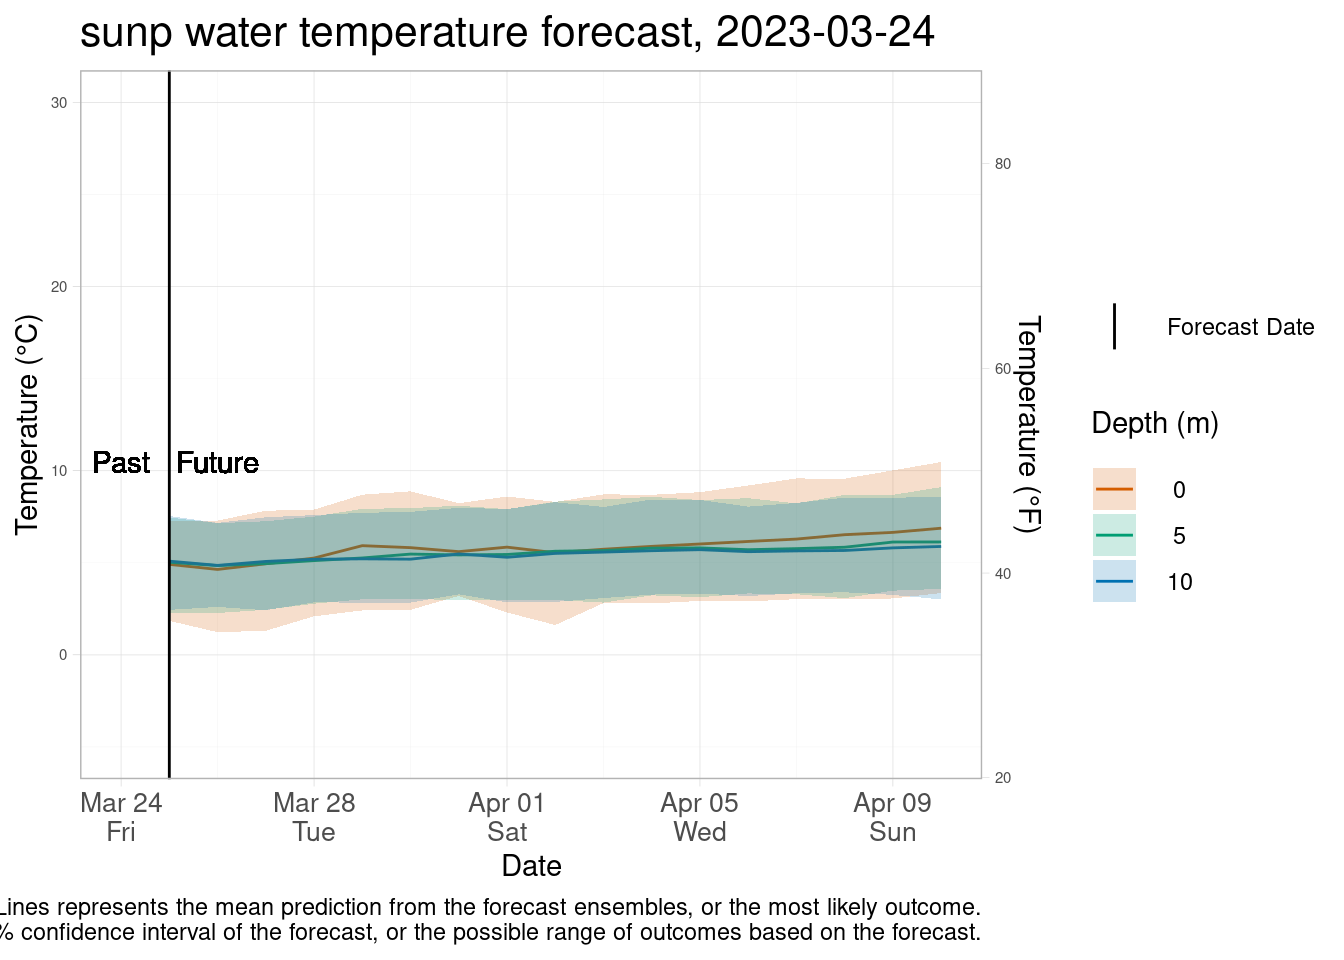 sunp water temperature forecast, 2023-03-24
30
20
10
0
Temperature (°C)
80
60
40
20
Temperature (°F)
Past
Future
Mar 24
Fri
Mar 28
Tue
Apr 01
Sat
Apr 05
Wed
Apr 09
Sun
Date
Forecast Date
Depth (m)
0
5
10
Lines represents the mean prediction from the forecast ensembles, or the most likely outcome.
% confidence interval of the forecast, or the possible range of outcomes based on the forecast.